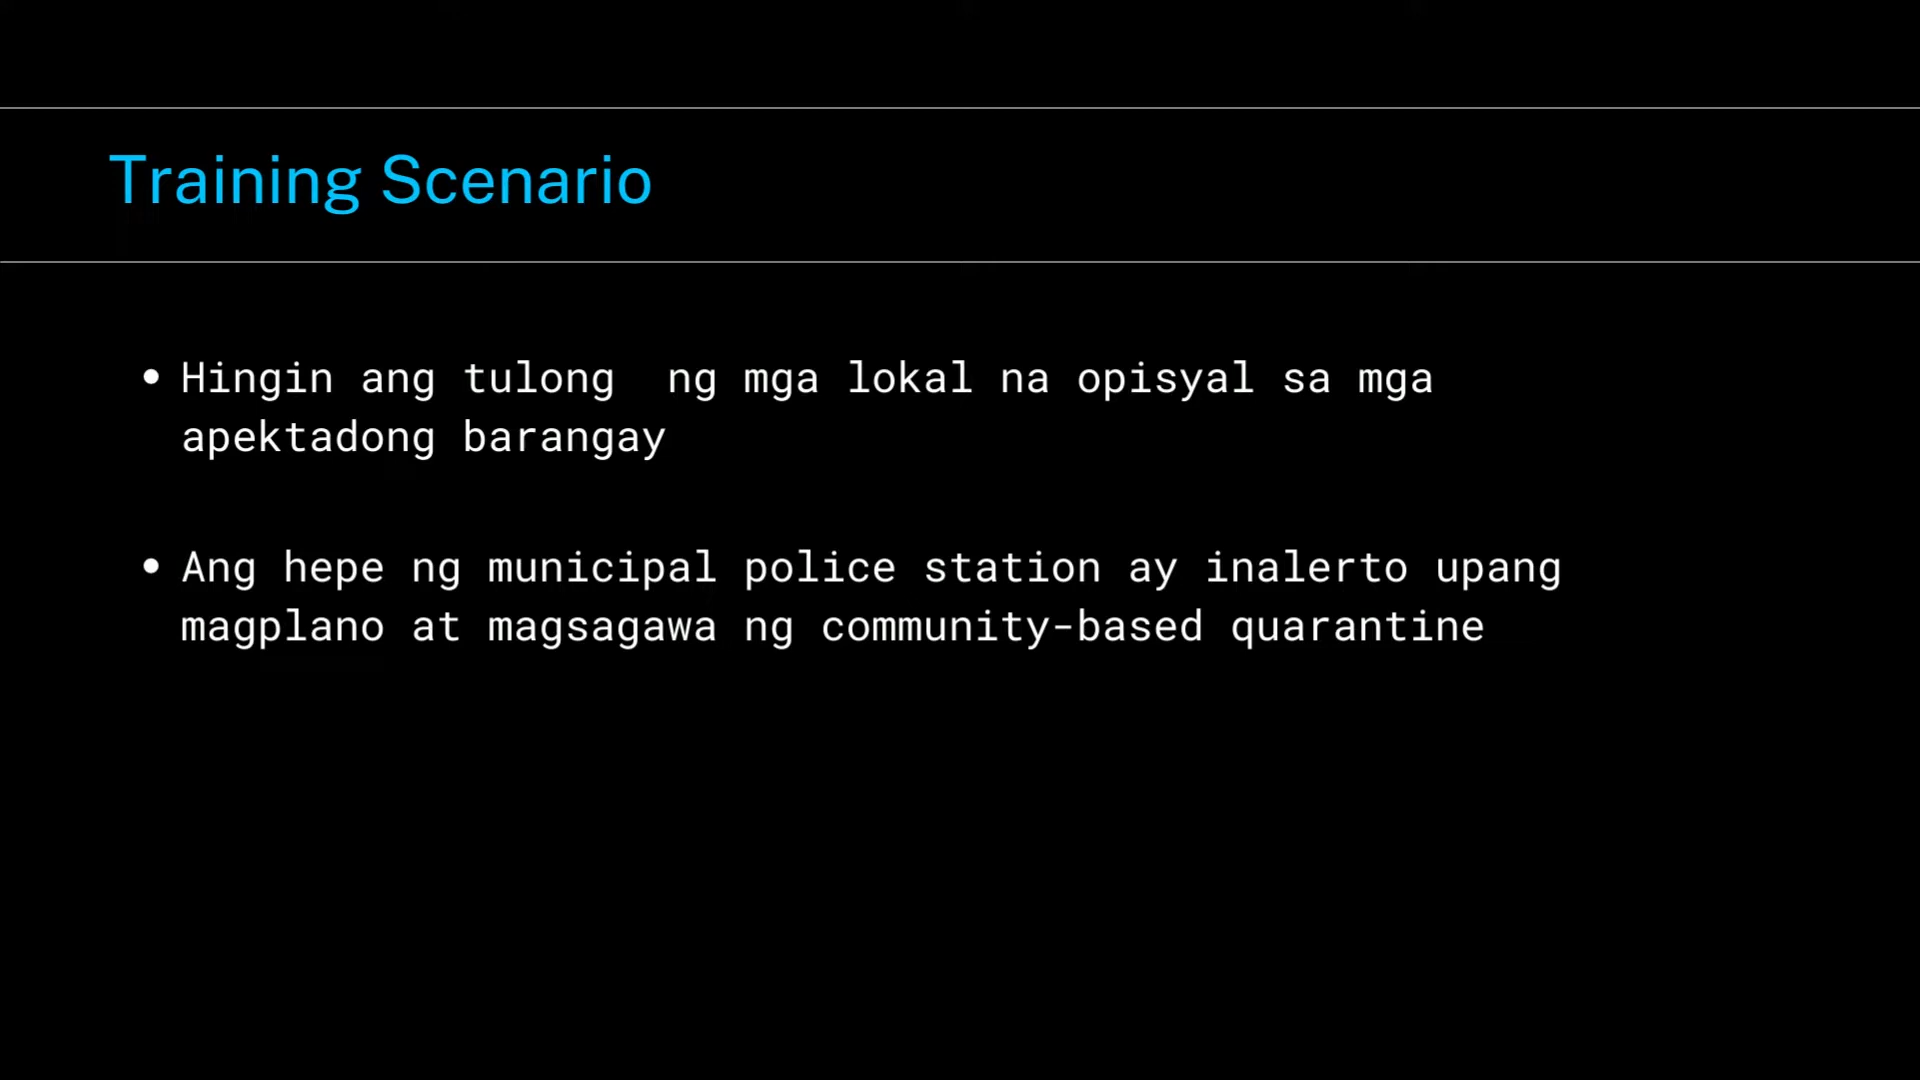 Training Scenario
• Hingin ang tulong  ng mga lokal na opisyal sa mga
apektadong barangay
• Ang hepe ng municipal police station ay inalerto upang
magplano at magsagawa ng community-based quarantine